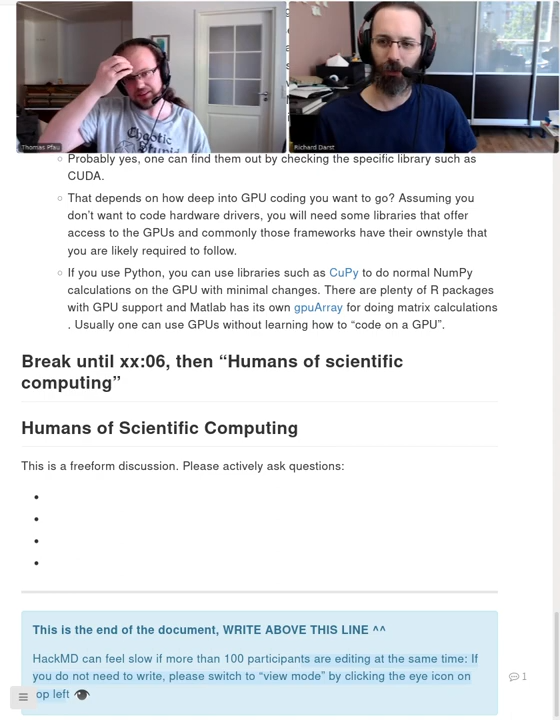 Chaotic
Stupid
Thomas Pfau
Richard Darst
Probably yes, one can find them out by checking the specific library such as
CUDA.
That depends on how deep into GPU coding you want to go? Assuming you
don’t want to code hardware drivers, you will need some libraries that offer
access to the GPUs and commonly those frameworks have their ownstyle that
you are likely required to follow.
If you use Python, you can use libraries such as CuPy to do normal NumPy
calculations on the GPU with minimal changes. There are plenty of R packages
with GPU support and Matlab has its own gpuArray for doing matrix calculations
. Usually one can use GPUs without learning how to “code on a GPU”.
Break until xx:06, then “Humans of scientific
computing”
Humans of Scientific Computing
This is a freeform discussion. Please actively ask questions:
This is the end of the document, WRITE ABOVE THIS LINE ^^
HackMD can feel slow if more than 100 participants are editing at the same time: If
you do not need to write, please switch to “view mode” by clicking the eye icon on
top left
1